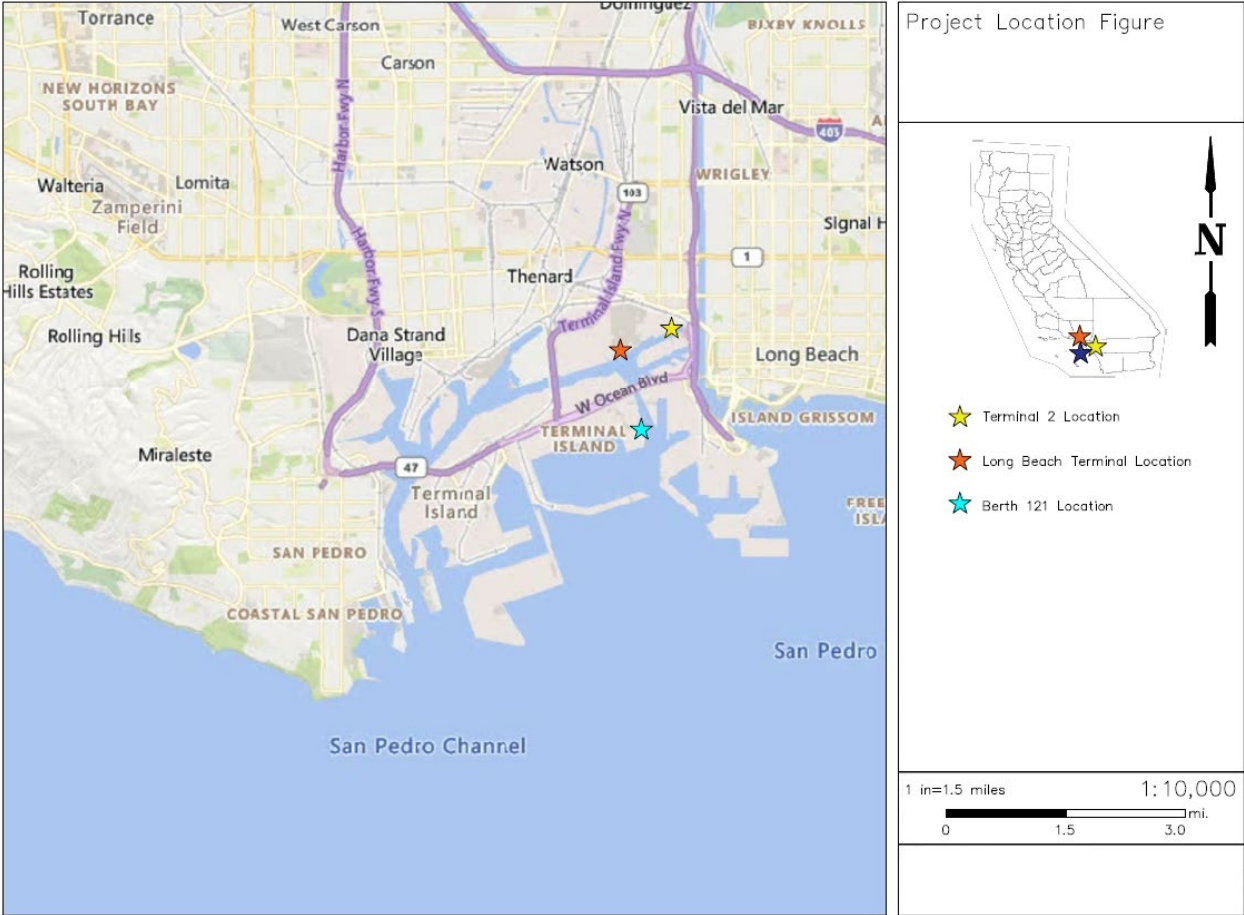 Dominguez
Torrance
West Carson
BIXBY KNOLLS
Carson
NEW HORIZONS
SOUTH BAY
Harbor Fwy N
Vista del Mar
405
Watson
WRIGLEY
Walteria
Lomita
103
Zamperini
Field
Signal H
Harbor Fwy S
Terminal Island Fwy N
1
Rolling
Hills Estates
Thenard
Terminal Island Fwy N
Rolling Hills
Dana Strand
Village
Long Beach
W Ocean Blvd
ISLAND GRISSOM
TERMINAL
ISLAND
Miraleste
47
Terminal
Island
FREE
ISLA
SAN PEDRO
COASTAL SAN PEDRO
San Pedro
San Pedro Channel
Project Location Figure
N
Terminal 2 Location
Long Beach Terminal Location
Berth 121 Location
1 in=1.5 miles
1:10,000
mi.
0 1.5 3.0